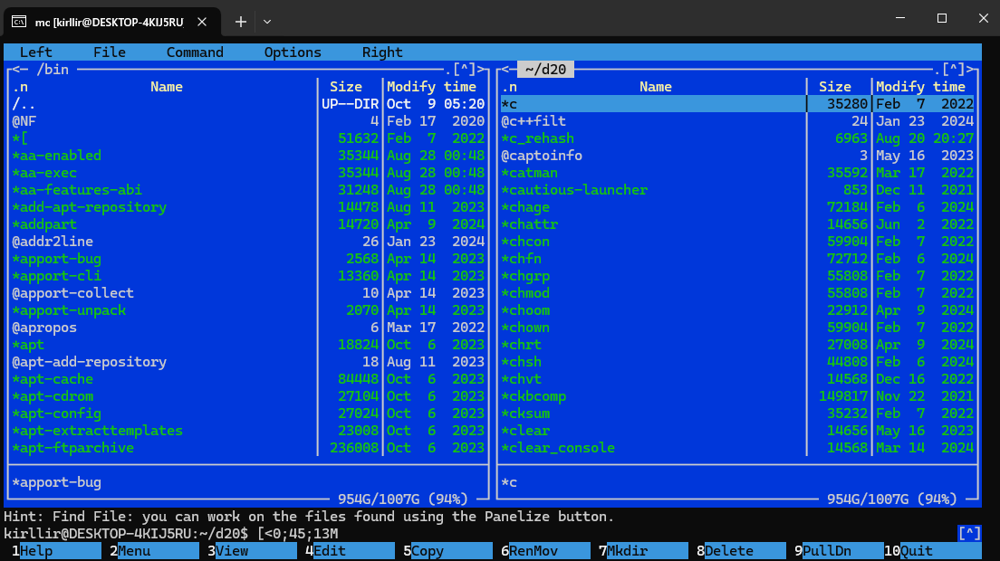 mc [kirllir@DESKTOP-4KIJ5RU
Left File Command Options Right
<─ /bin .[^]>
.n Name Size Modify time
/.. UP--DIR Oct 9 05:20
@NF 4 Feb 17 2020
*[ 51632 Feb 7 2022
*aa-enabled 35344 Aug 28 00:48
*aa-exec 35344 Aug 28 00:48
*aa-features-abi 31248 Aug 28 00:48
*add-apt-repository 14478 Aug 11 2023
*addpart 14720 Apr 9 2024
@addr2line 26 Jan 23 2024
*apport-bug 2568 Apr 14 2023
*apport-cli 13360 Apr 14 2023
@apport-collect 10 Apr 14 2023
*apport-unpack 2070 Apr 14 2023
@apropos 6 Mar 17 2022
*apt 18824 Oct 6 2023
@apt-add-repository 18 Aug 11 2023
*apt-cache 84448 Oct 6 2023
*apt-cdrom 27104 Oct 6 2023
*apt-config 27024 Oct 6 2023
*apt-extracttemplates 23008 Oct 6 2023
*apt-ftparchive 236008 Oct 6 2023
*apport-bug
954G/1007G (94%)
<─ ~/d20 .[^]>
.n Name Size Modify time
*c 35280 Feb 7 2022
@c++filt 24 Jan 23 2024
*c_rehash 6963 Aug 20 20:27
@captoinfo 3 May 16 2023
*catman 35592 Mar 17 2022
*cautious-launcher 853 Dec 11 2021
*chage 72184 Feb 6 2024
*chattr 14656 Jun 2 2022
*chcon 59904 Feb 7 2022
*chfn 72712 Feb 6 2024
*chgrp 55808 Feb 7 2022
*chmod 55808 Feb 7 2022
*choom 22912 Apr 9 2024
*chown 59904 Feb 7 2022
*chrt 27008 Apr 9 2024
*chsh 44808 Feb 6 2024
*chvt 14568 Dec 16 2022
*ckbcomp 149817 Nov 22 2021
*cksum 35232 Feb 7 2022
*clear 14656 May 16 2023
*clear_console 14568 Mar 14 2024
*c
954G/1007G (94%)
Hint: Find File: you can work on the files found using the Panelize button.
kirllir@DESKTOP-4KIJ5RU:~/d20$ [<0;45;13M [^]
1Help 2Menu 3View 4Edit 5Copy 6RenMov 7Mkdir 8Delete 9PullDn 10Quit